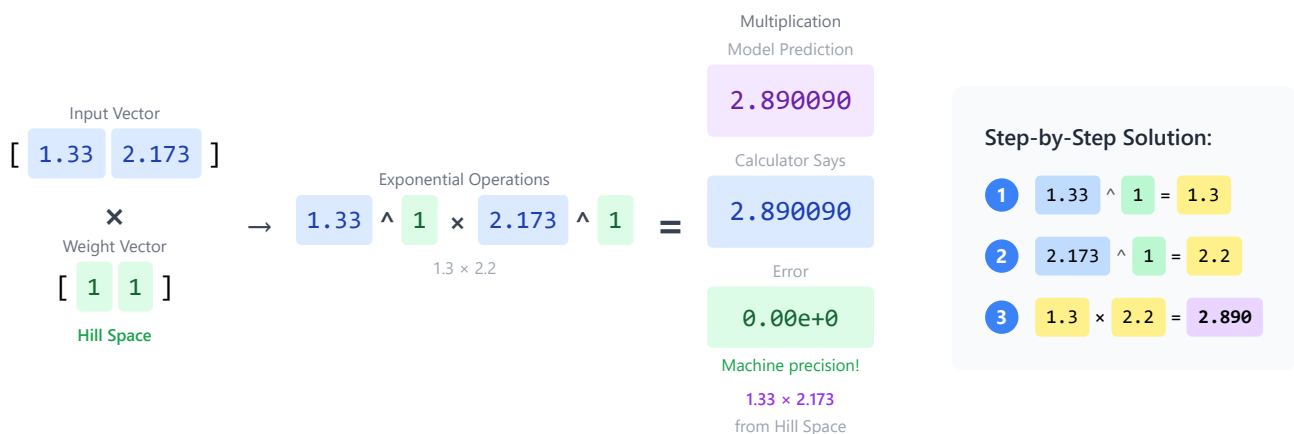 Input Vector
[ 1.33 2.173 ]
×
Weight Vector
[ 1 1 ]
Hill Space
→
Exponential Operations
1.33 ^ 1 × 2.173 ^ 1
1.3 × 2.2
=
Multiplication
Model Prediction
2.890090
Calculator Says
2.890090
Error
0.00e+0
Machine precision!
1.33 × 2.173
from Hill Space
Step-by-Step Solution:
1 1.33 ^ 1 = 1.3
2 2.173 ^ 1 = 2.2
3 1.3 × 2.2 = 2.890